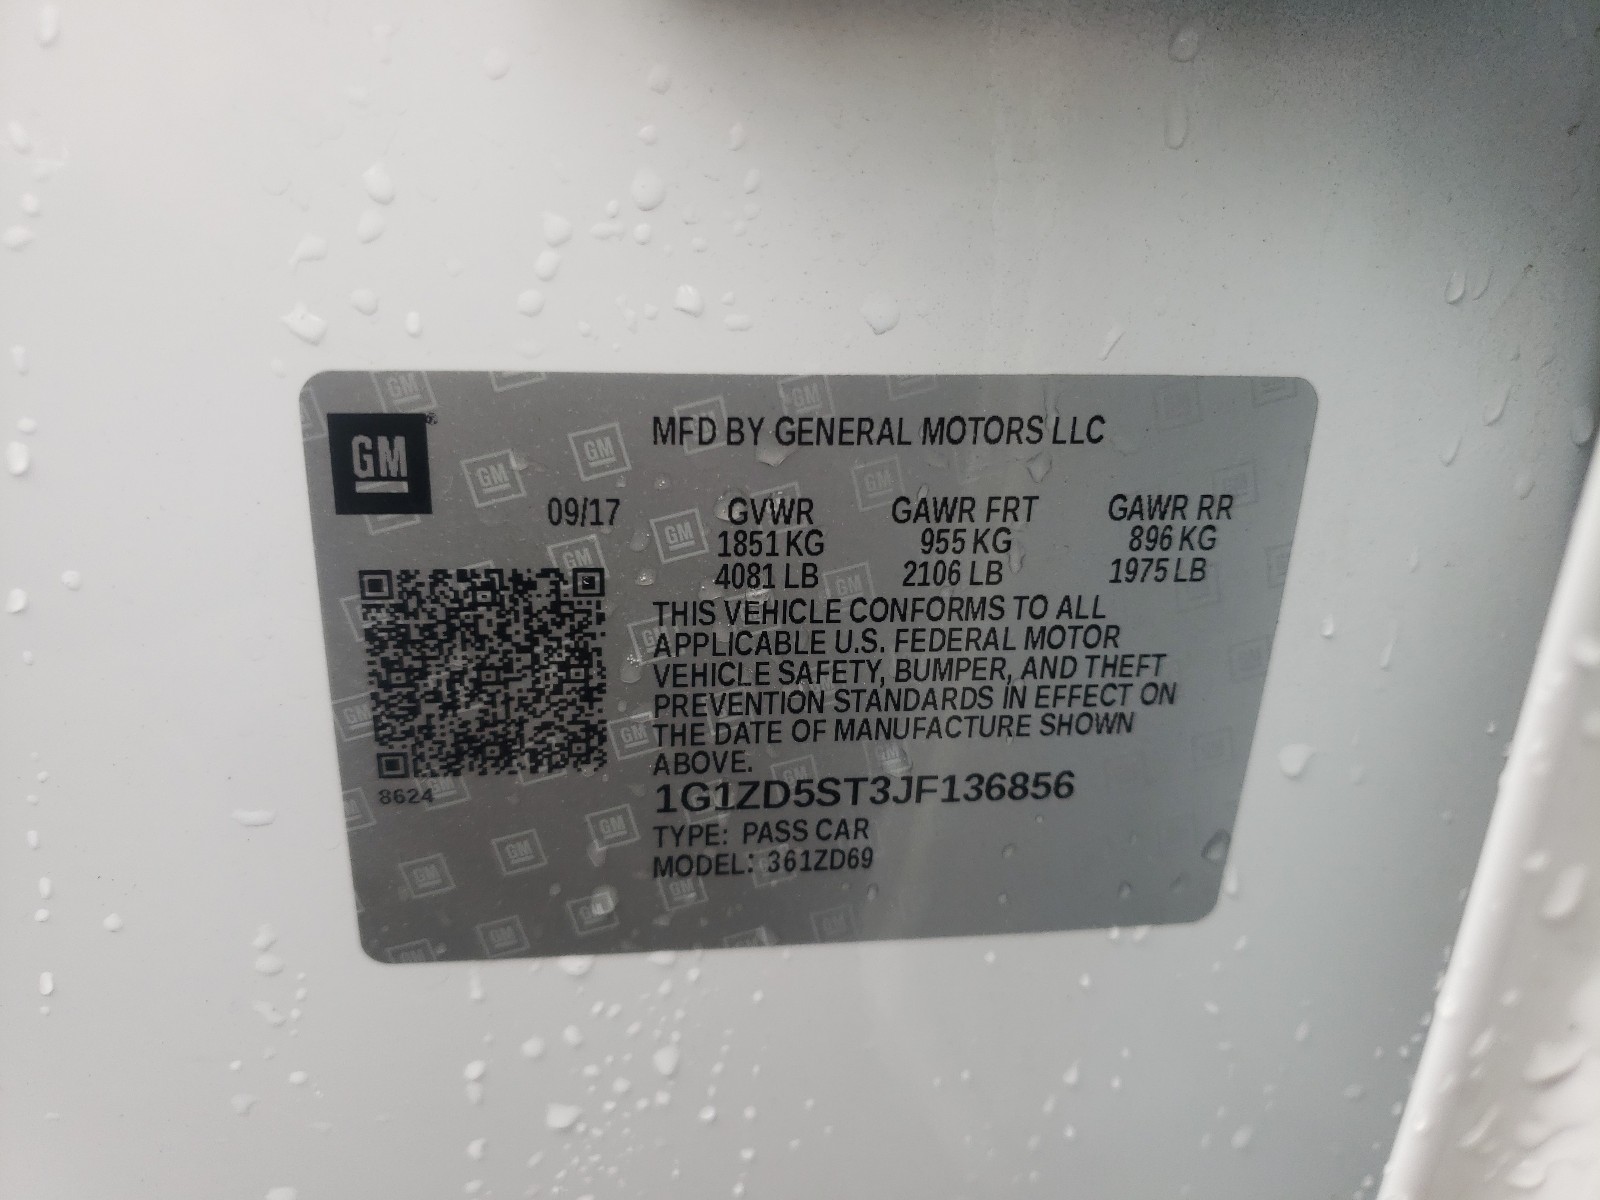 GM
MFD BY GENERAL MOTORS LLC
09/17 GVWR GAWR FRT GAWR RR
1851 KG 955 KG 896 KG
4081 LB 2106 LB 1975 LB
THIS VEHICLE CONFORMS TO ALL
APPLICABLE U.S. FEDERAL MOTOR
VEHICLE SAFETY, BUMPER, AND THEFT
PREVENTION STANDARDS IN EFFECT ON
THE DATE OF MANUFACTURE SHOWN
ABOVE.
8624
1G1ZD5ST3JF136856
TYPE: PASS CAR
MODEL: 361ZD69